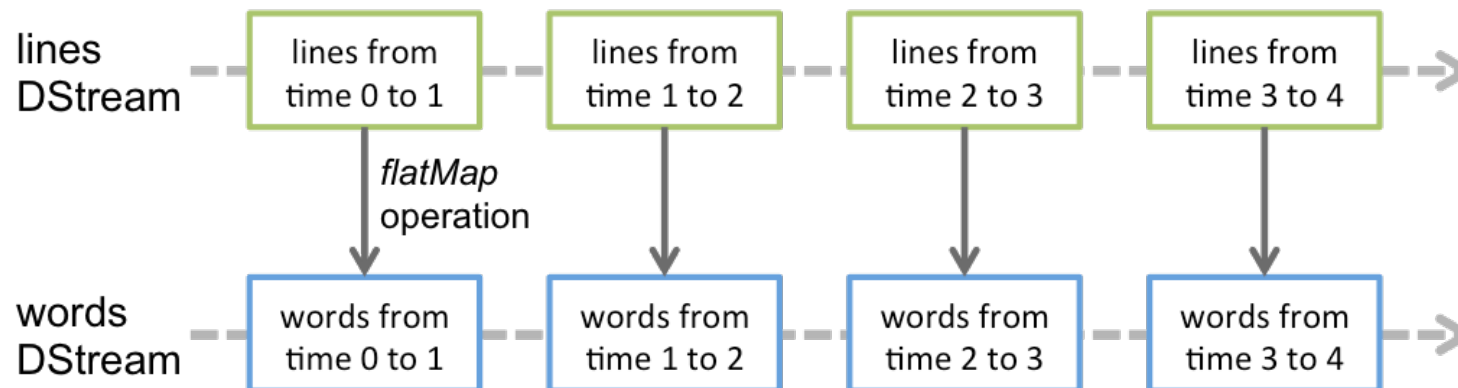 lines
DStream
lines from
time 0 to 1
lines from
time 1 to 2
lines from
time 2 to 3
lines from
time 3 to 4
flatMap
operation
words
DStream
words from
time 0 to 1
words from
time 1 to 2
words from
time 2 to 3
words from
time 3 to 4